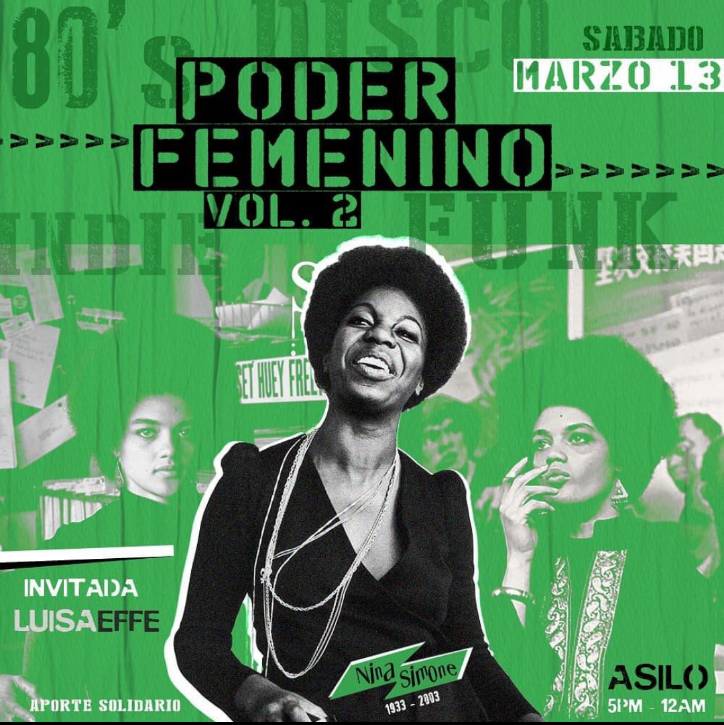 80's DISCO
SABADO
MARZO 13
PODER
>>>>>> FEMENINO >>>>>>>
VOL. 2
INDIE FUNK
SET HUEY FREE
INVITADA
LUISAEFFE
Nina Simone
1933 - 2003
ASILO
5PM - 12AM
APORTE SOLIDARIO